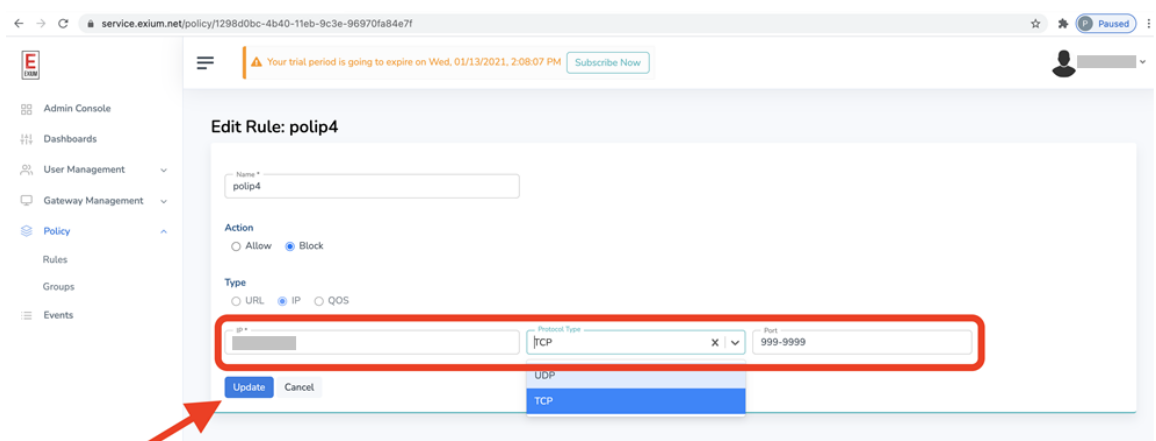 service.exium.net/policy/1298d0bc-4b40-11eb-9c3e-96970fa84e7f
P Paused
E
EXIUM
Your trial period is going to expire on Wed, 01/13/2021, 2:08:07 PM Subscribe Now
Admin Console
Dashboards
User Management
Gateway Management
Policy
Rules
Groups
Events
Edit Rule: polip4
Name *
polip4
Action
Allow Block
Type
URL IP QOS
IP * Protocol Type Port
TCP 999-9999
UDP
TCP
Update Cancel